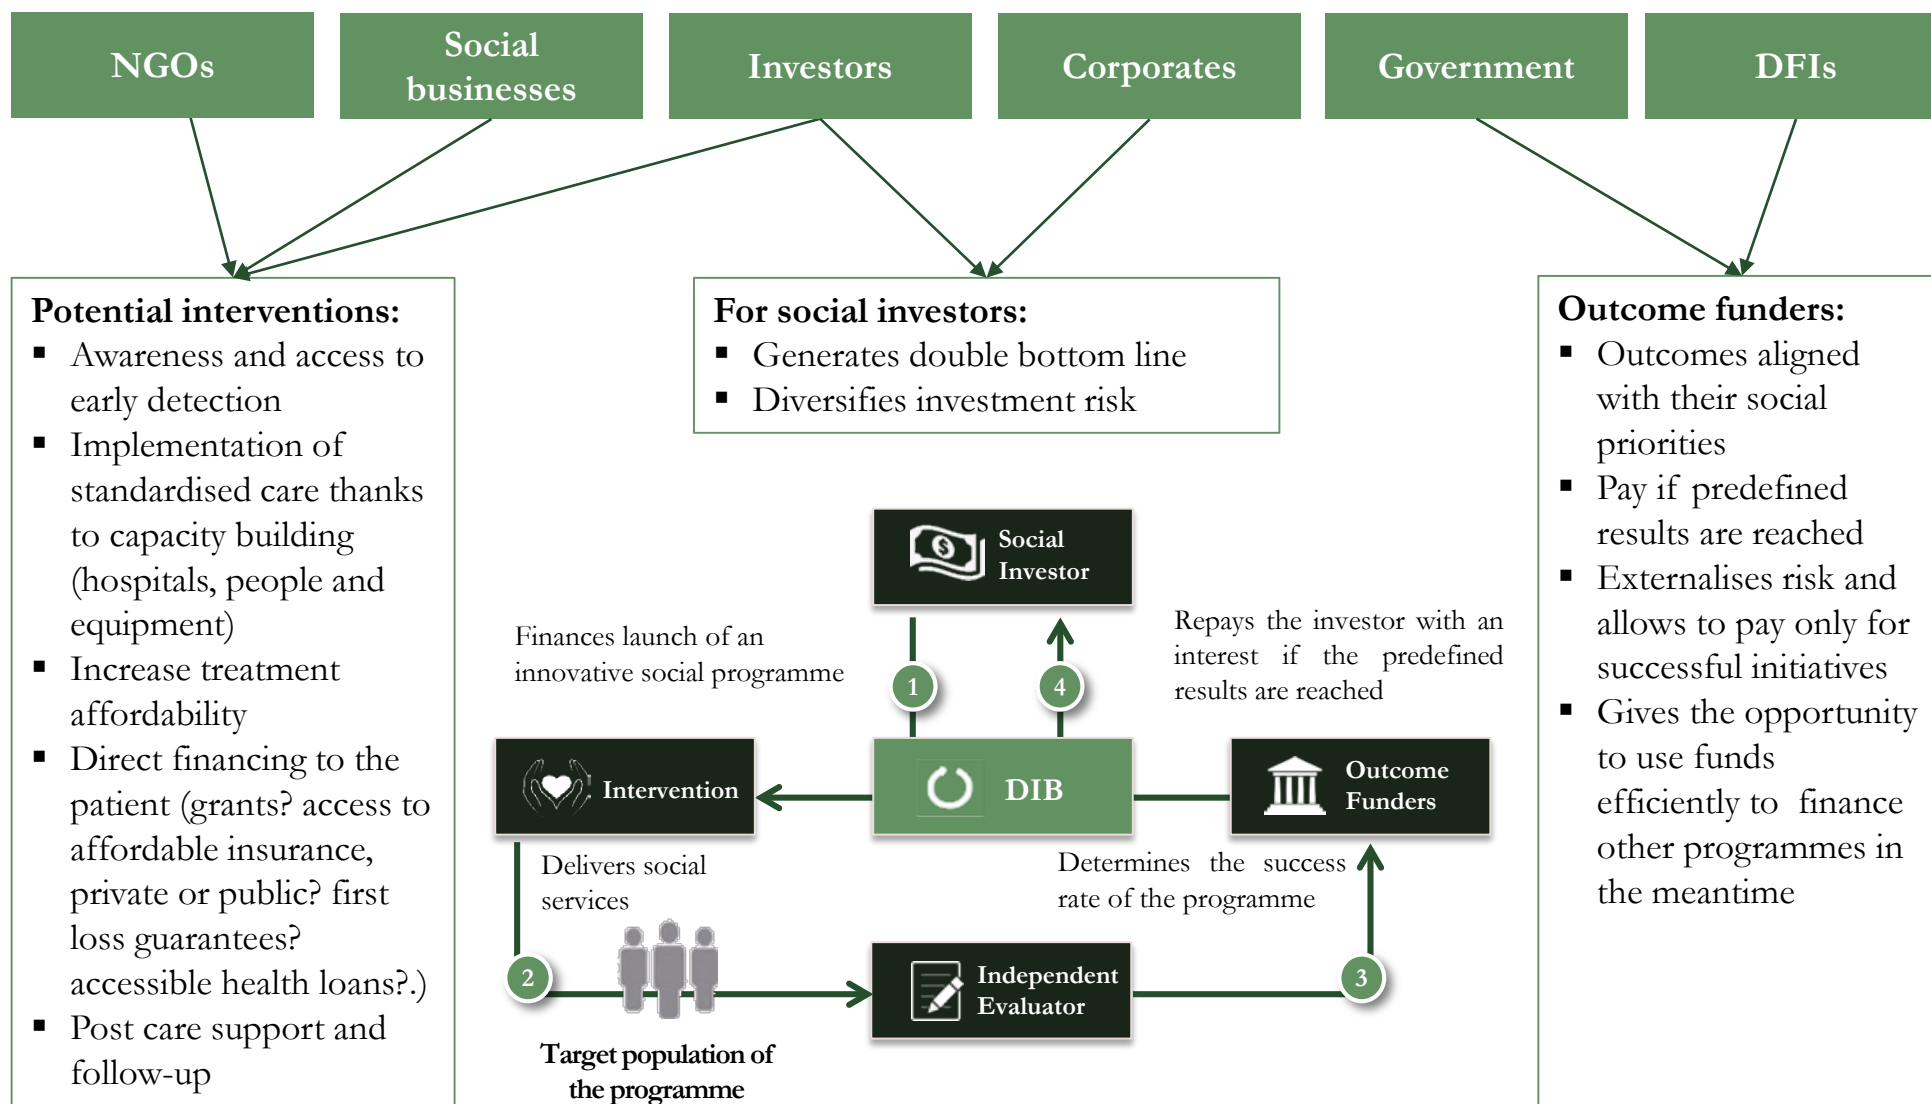 NGOs
Social
businesses
Investors
Corporates
Government
DFIs
Potential interventions:
▪ Awareness and access to
early detection
▪ Implementation of
standardised care thanks
to capacity building
(hospitals, people and
equipment)
▪ Increase treatment
affordability
▪ Direct financing to the
patient (grants? access to
affordable insurance,
private or public? first
loss guarantees?
accessible health loans?.)
▪ Post care support and
follow-up
For social investors:
▪ Generates double bottom line
▪ Diversifies investment risk
Outcome funders:
▪ Outcomes aligned
with their social
priorities
▪ Pay if predefined
results are reached
▪ Externalises risk and
allows to pay only for
successful initiatives
▪ Gives the opportunity
to use funds
efficiently to finance
other programmes in
the meantime
Social
Investor
Finances launch of an
innovative social programme
1
4
Repays the investor with an
interest if the predefined
results are reached
Intervention
DIB
Outcome
Funders
Delivers social
services
Determines the success
rate of the programme
2
Independent
Evaluator
3
Target population of
the programme